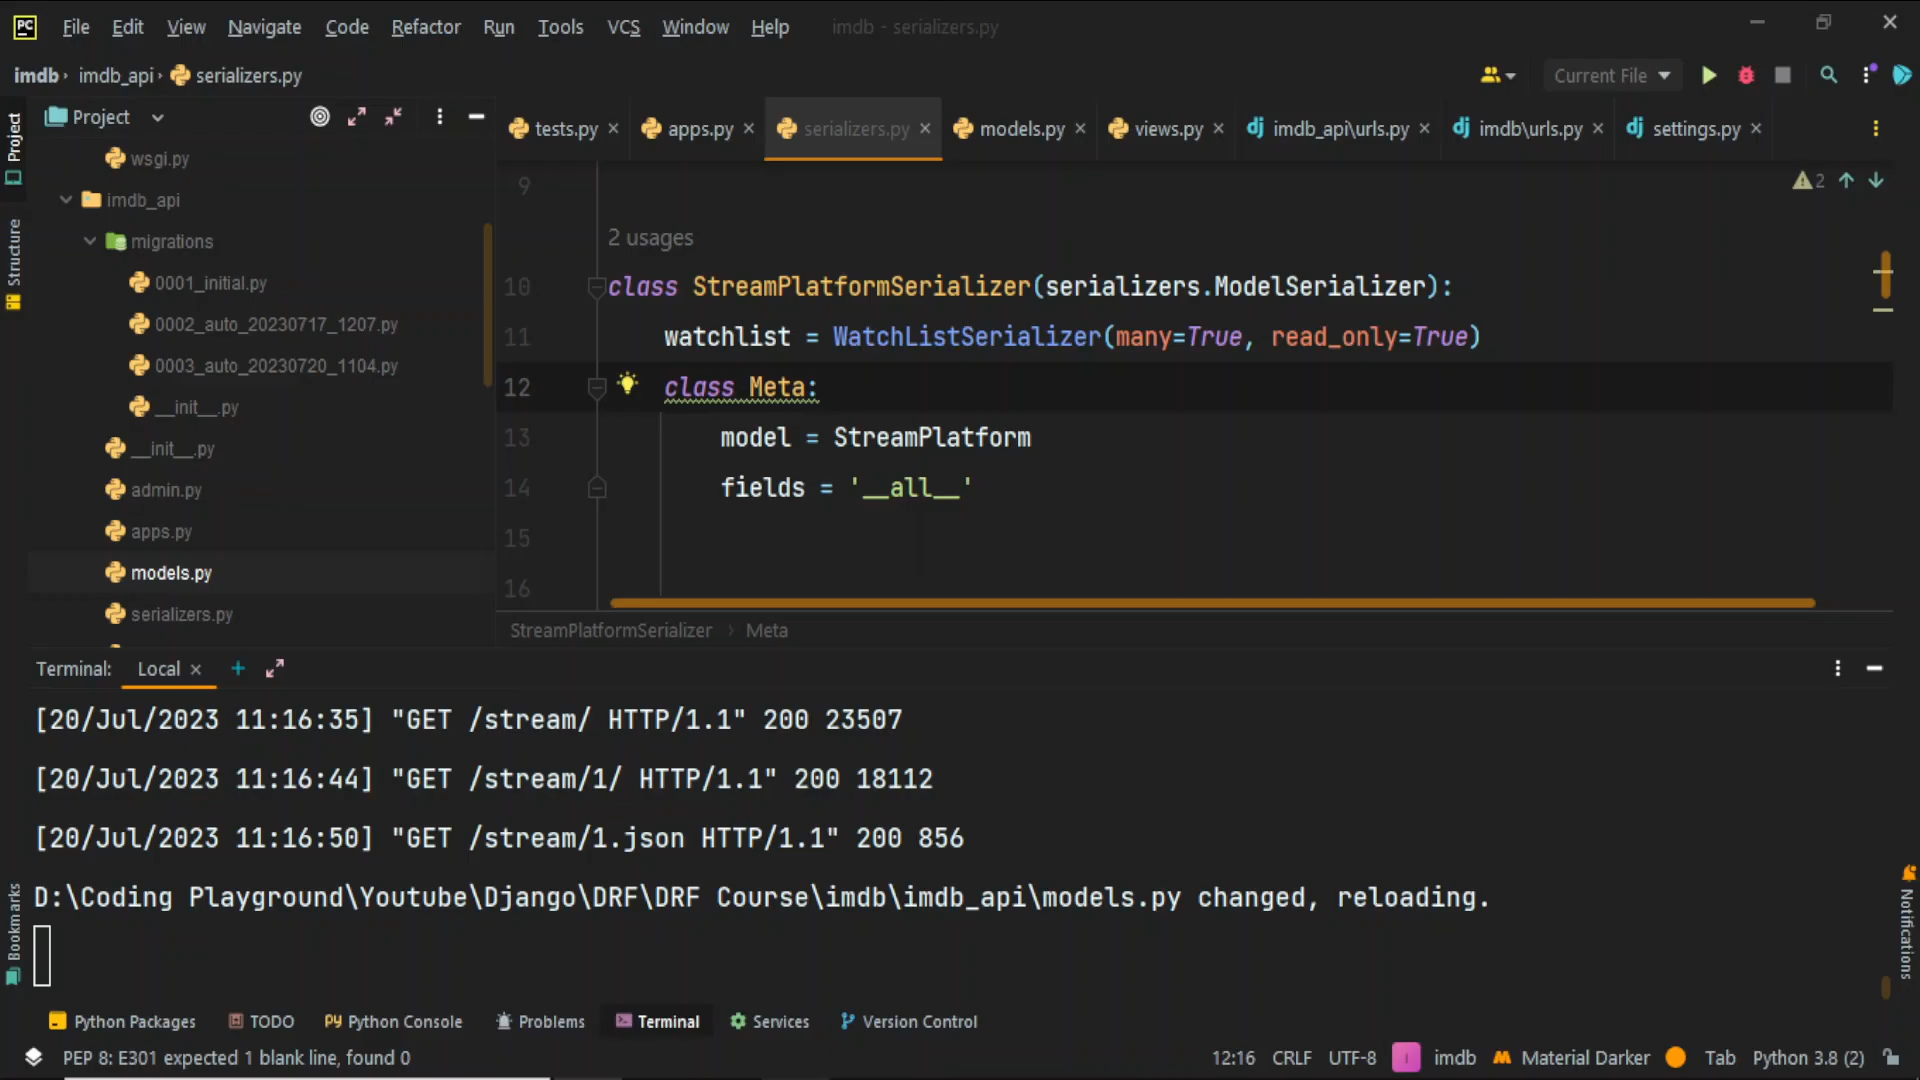 PC File Edit View Navigate Code Refactor Run Tools VCS Window Help imdb - serializers.py
imdb imdb_api serializers.py Current File
Project
tests.py apps.py serializers.py models.py views.py dj imdb_api\urls.py dj imdb\urls.py dj settings.py
Project
Structure
Bookmarks
wsgi.py
imdb_api
migrations
0001_initial.py
0002_auto_20230717_1207.py
0003_auto_20230720_1104.py
__init__.py
__init__.py
admin.py
apps.py
models.py
serializers.py
9
2
2 usages
10 class StreamPlatformSerializer(serializers.ModelSerializer):
11 watchlist = WatchListSerializer(many=True, read_only=True)
12 class Meta:
13 model = StreamPlatform
14 fields = '__all__'
15
16
StreamPlatformSerializer Meta
Terminal: Local
[20/Jul/2023 11:16:35] "GET /stream/ HTTP/1.1" 200 23507
[20/Jul/2023 11:16:44] "GET /stream/1/ HTTP/1.1" 200 18112
[20/Jul/2023 11:16:50] "GET /stream/1.json HTTP/1.1" 200 856
D:\Coding Playground\Youtube\Django\DRF\DRF Course\imdb\imdb_api\models.py changed, reloading.
Notifications
Python Packages TODO Python Console Problems Terminal Services Version Control
PEP 8: E301 expected 1 blank line, found 0 12:16 CRLF UTF-8 I imdb Material Darker Tab Python 3.8 (2)